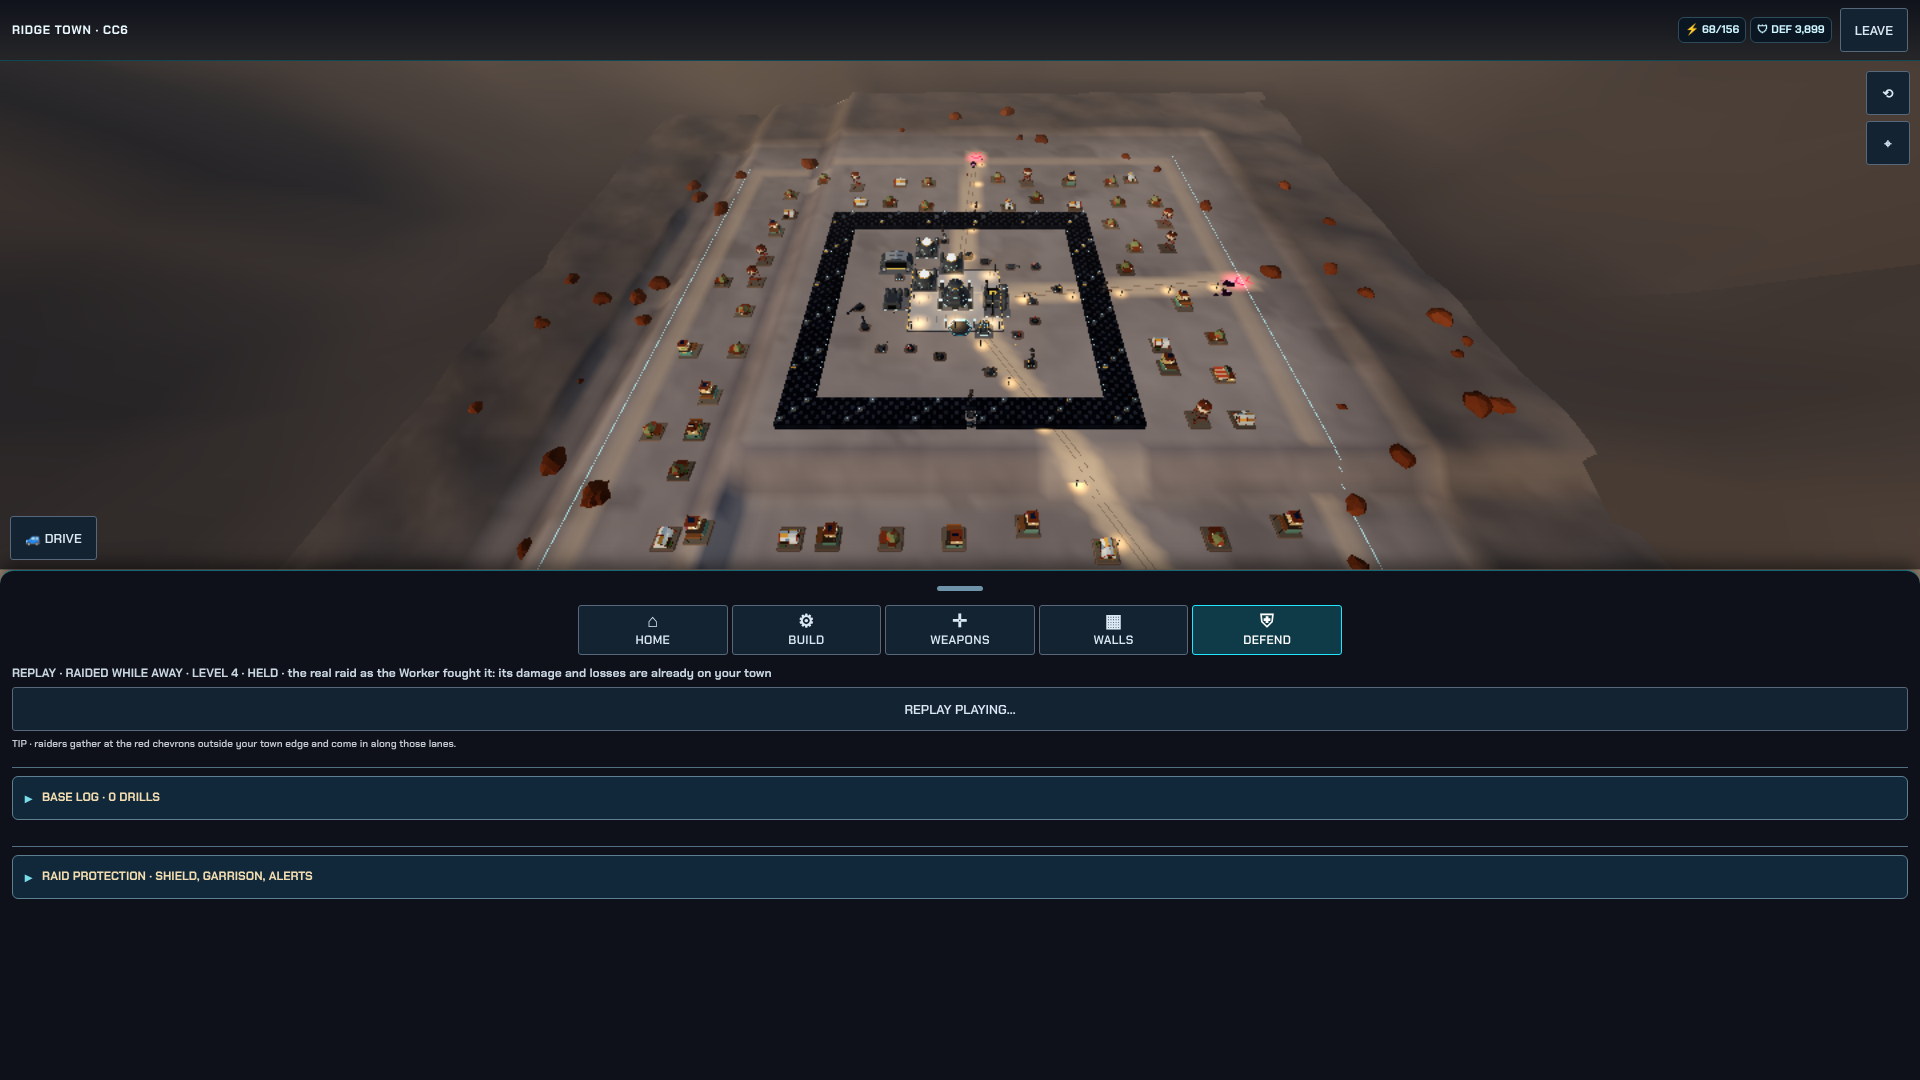 RIDGE TOWN · CC6
⚡ 68/156
🛡 DEF 3,899
LEAVE
🚙 DRIVE
HOME
BUILD
WEAPONS
WALLS
DEFEND
REPLAY · RAIDED WHILE AWAY · LEVEL 4 · HELD · the real raid as the Worker fought it: its damage and losses are already on your town
REPLAY PLAYING...
TIP · raiders gather at the red chevrons outside your town edge and come in along those lanes.
▶ BASE LOG · 0 DRILLS
▶ RAID PROTECTION · SHIELD, GARRISON, ALERTS